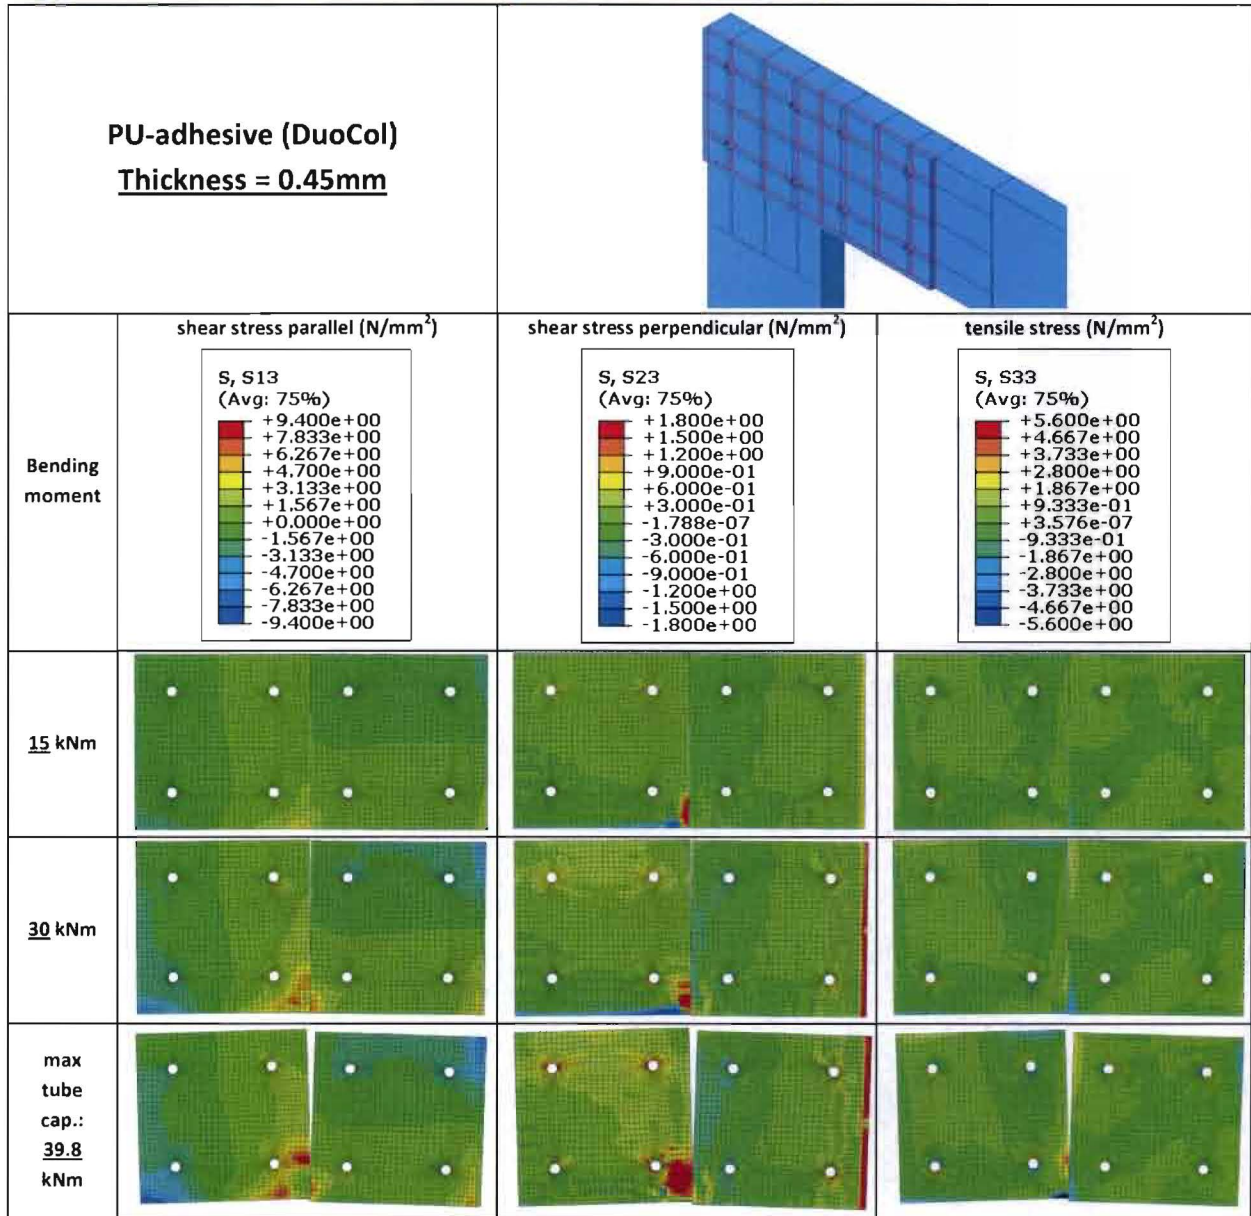 PU-adhesive (DuoCol)
Thickness = 0.45mm
Bending
moment
shear stress parallel (N/mm²)
S, S13
(Avg: 75%)
+9.400e+00
+7.833e+00
+6.267e+00
+4.700e+00
+3.133e+00
+1.567e+00
+0.000e+00
-1.567e+00
-3.133e+00
-4.700e+00
-6.267e+00
-7.833e+00
-9.400e+00
shear stress perpendicular (N/mm²)
S, S23
(Avg: 75%)
+1.800e+00
+1.500e+00
+1.200e+00
+9.000e-01
+6.000e-01
+3.000e-01
-1.788e-07
-3.000e-01
-6.000e-01
-9.000e-01
-1.200e+00
-1.500e+00
-1.800e+00
tensile stress (N/mm²)
S, S33
(Avg: 75%)
+5.600e+00
+4.667e+00
+3.733e+00
+2.800e+00
+1.867e+00
+9.333e-01
+3.576e-07
-9.333e-01
-1.867e+00
-2.800e+00
-3.733e+00
-4.667e+00
-5.600e+00
15 kNm
30 kNm
max
tube
cap.:
39.8
kNm